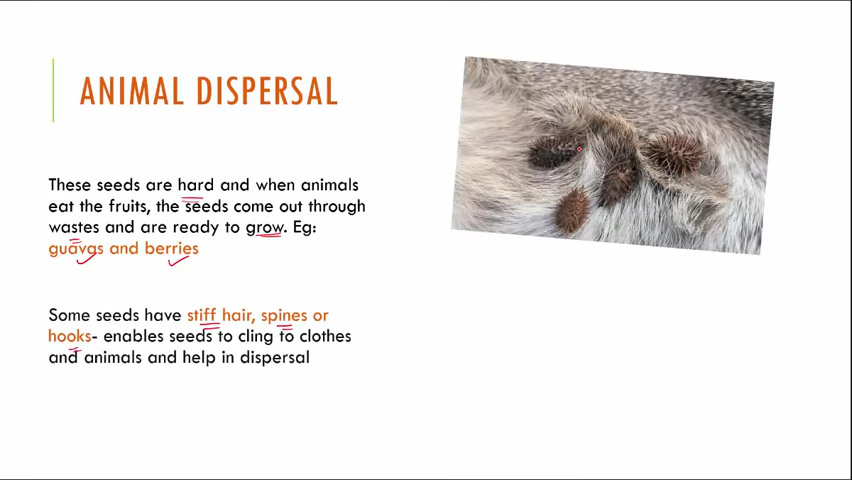 ANIMAL DISPERSAL
These seeds are hard and when animals
eat the fruits, the seeds come out through
wastes and are ready to grow. Eg:
guavas and berries
Some seeds have stiff hair, spines or
hooks- enables seeds to cling to clothes
and animals and help in dispersal